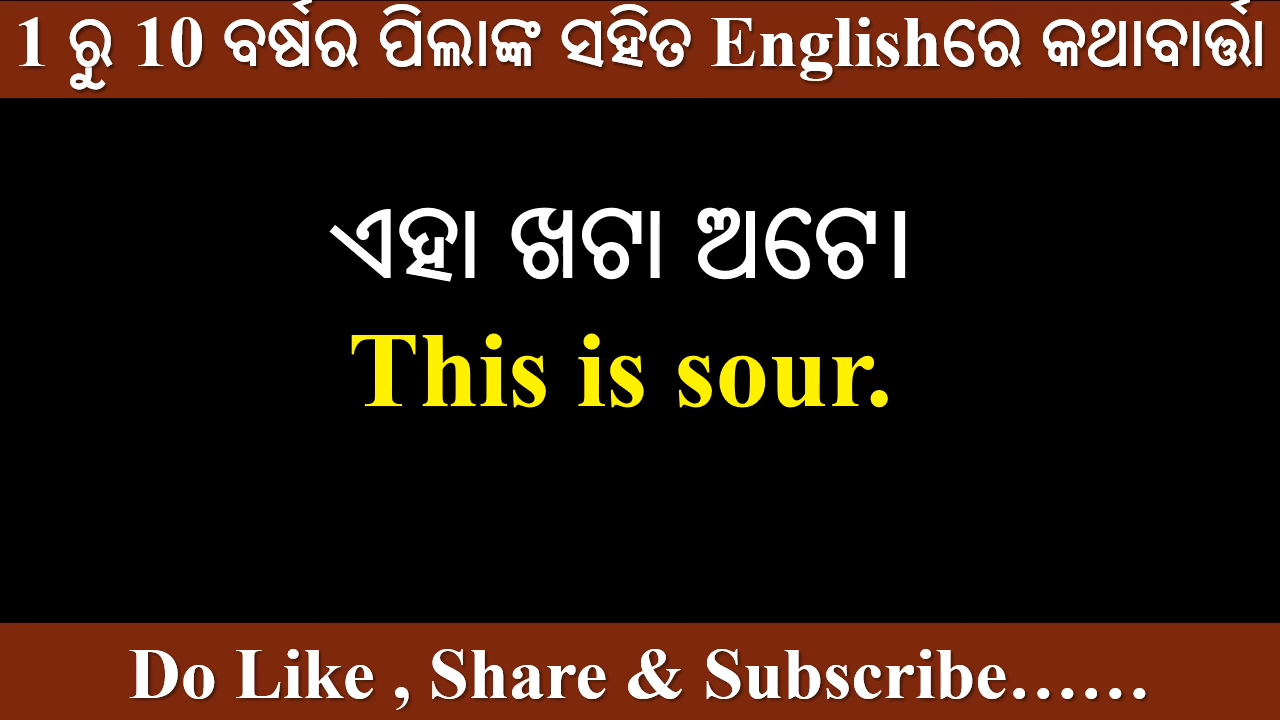 1 ରୁ 10 ବର୍ଷର ପିଲାଙ୍କ ସହିତ Englishରେ କଥାବାର୍ତ୍ତା
ଏହା ଖଟା ଅଟେ।
This is sour.
Do Like , Share & Subscribe……